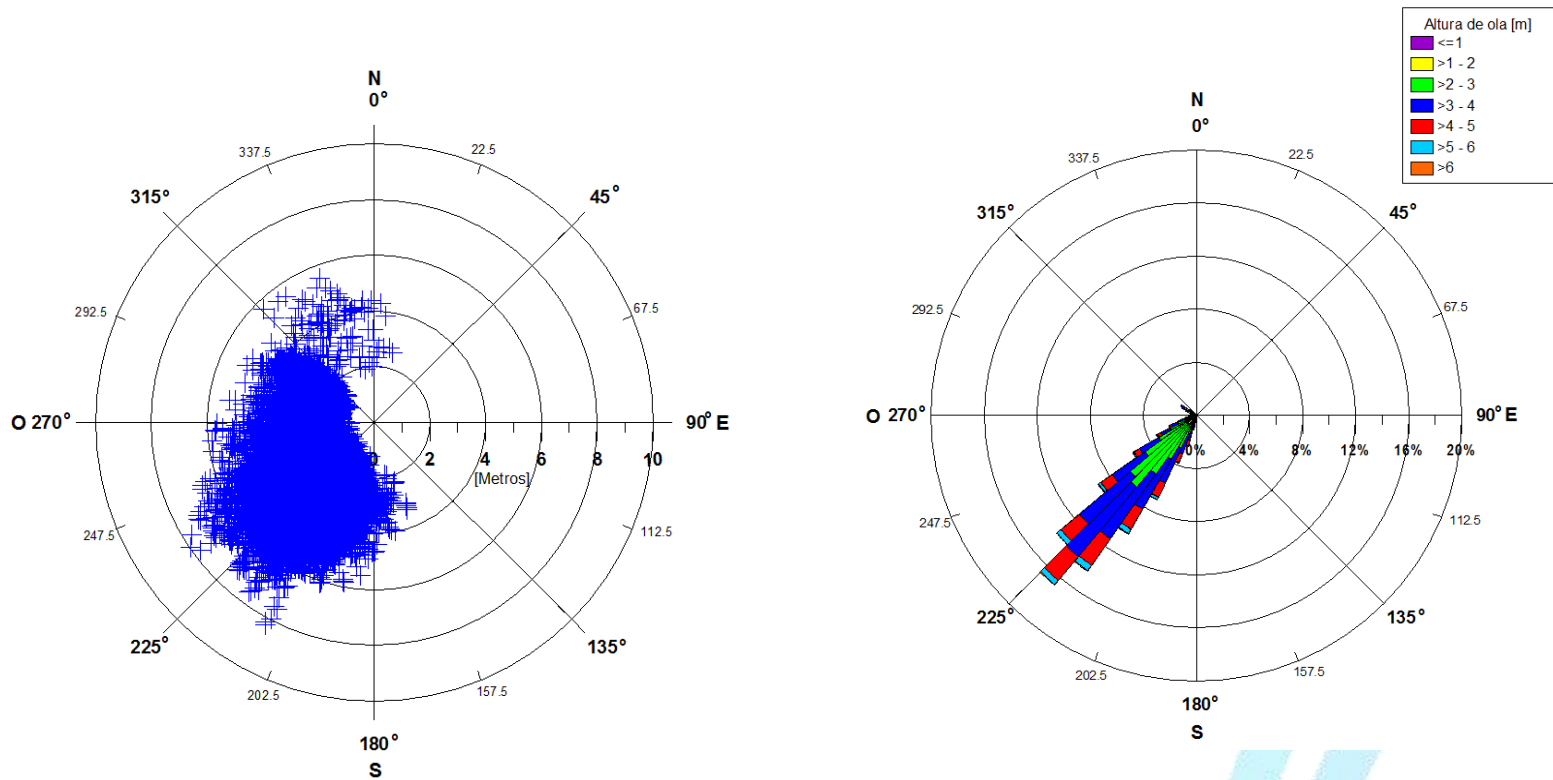 N
0°
337.5
22.5
315°
45°
292.5
67.5
O 270°
90° E
0 2 4 6 8 10
[Metros]
247.5
112.5
225°
135°
202.5
157.5
180°
S
Altura de ola [m]
<=1
>1 - 2
>2 - 3
>3 - 4
>4 - 5
>5 - 6
>6
N
0°
337.5
22.5
315°
45°
292.5
67.5
O 270°
90° E
0% 4% 8% 12% 16% 20%
247.5
112.5
225°
135°
202.5
157.5
180°
S